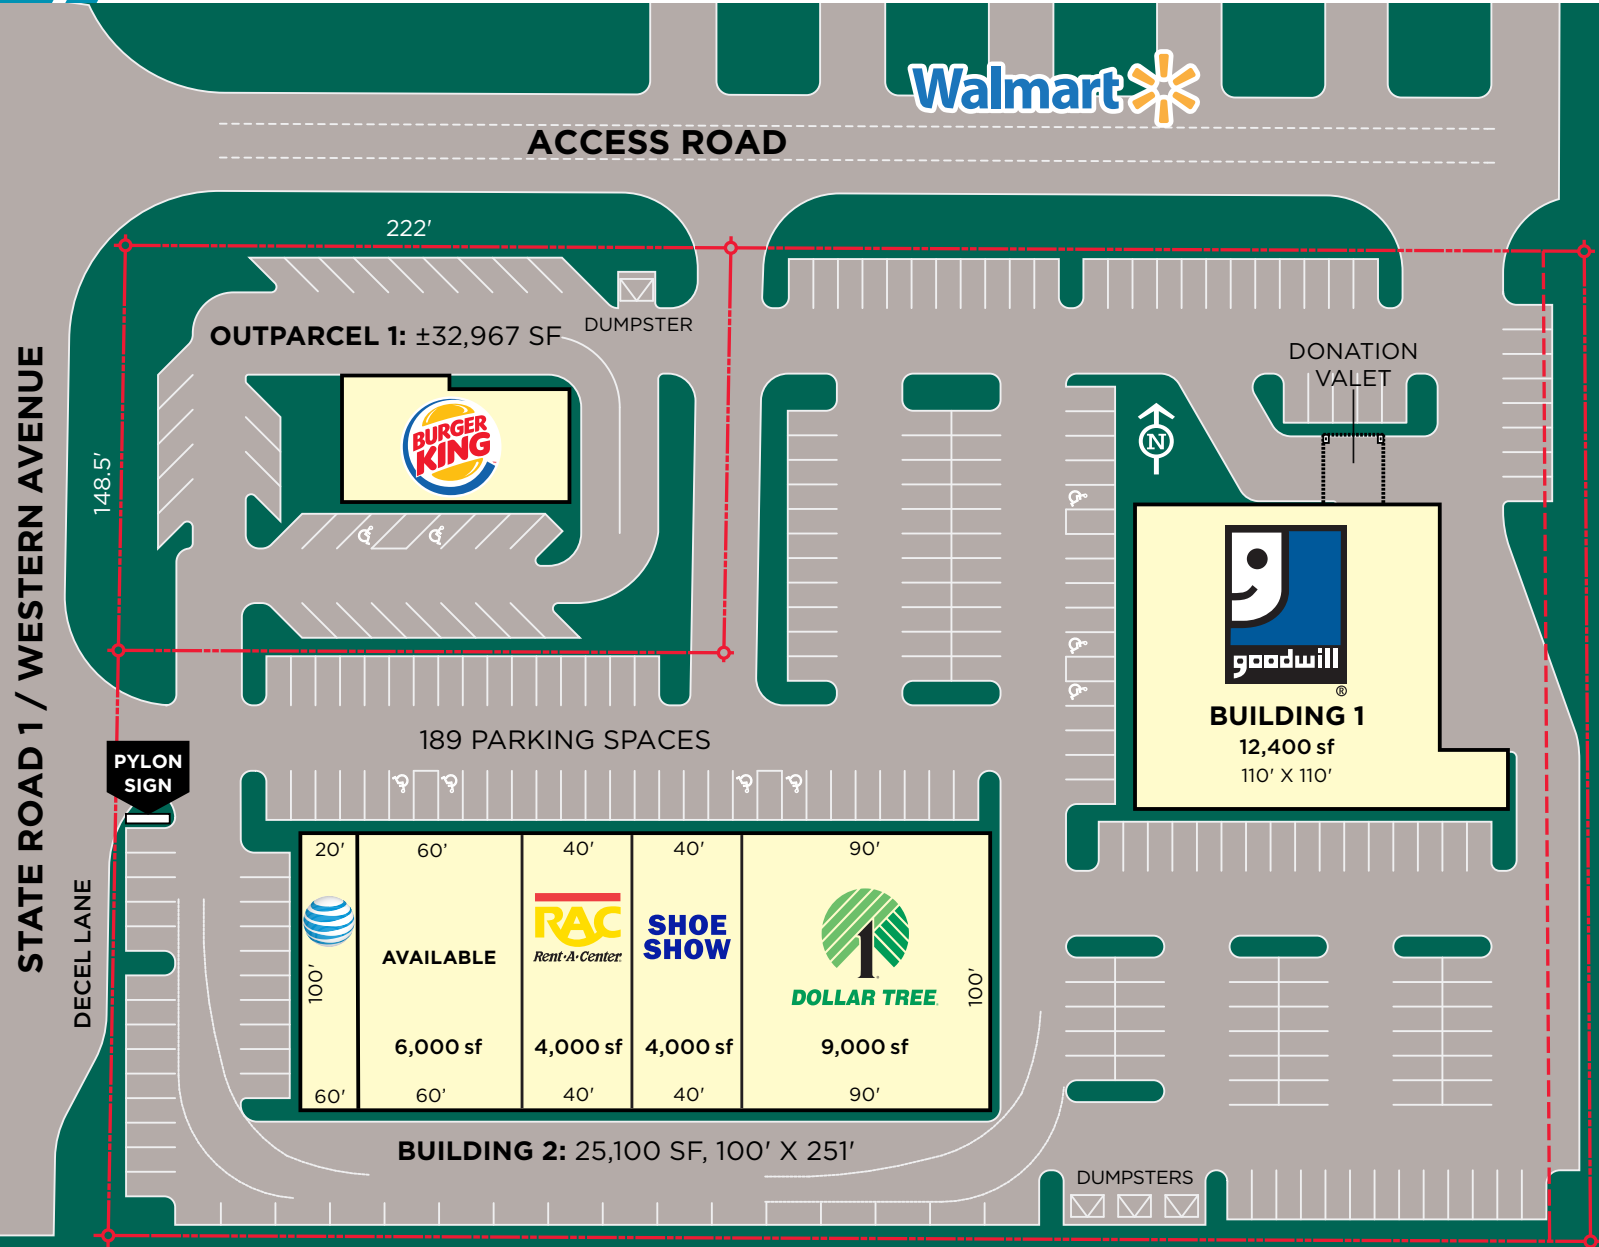 Walmart
ACCESS ROAD
222'
OUTPARCEL 1: ±32,967 SF
DUMPSTER
DONATION
VALET
BURGER
KING
N
148.5'
STATE ROAD 1 / WESTERN AVENUE
goodwill
®
BUILDING 1
12,400 sf
110' X 110'
189 PARKING SPACES
PYLON
SIGN
DECEL LANE
20'
60'
40'
40'
90'
100'
AVAILABLE
RAC
Rent-A-Center
SHOE
SHOW
1
DOLLAR TREE
100'
6,000 sf
4,000 sf
4,000 sf
9,000 sf
60'
60'
40'
40'
90'
BUILDING 2: 25,100 SF, 100' X 251'
DUMPSTERS